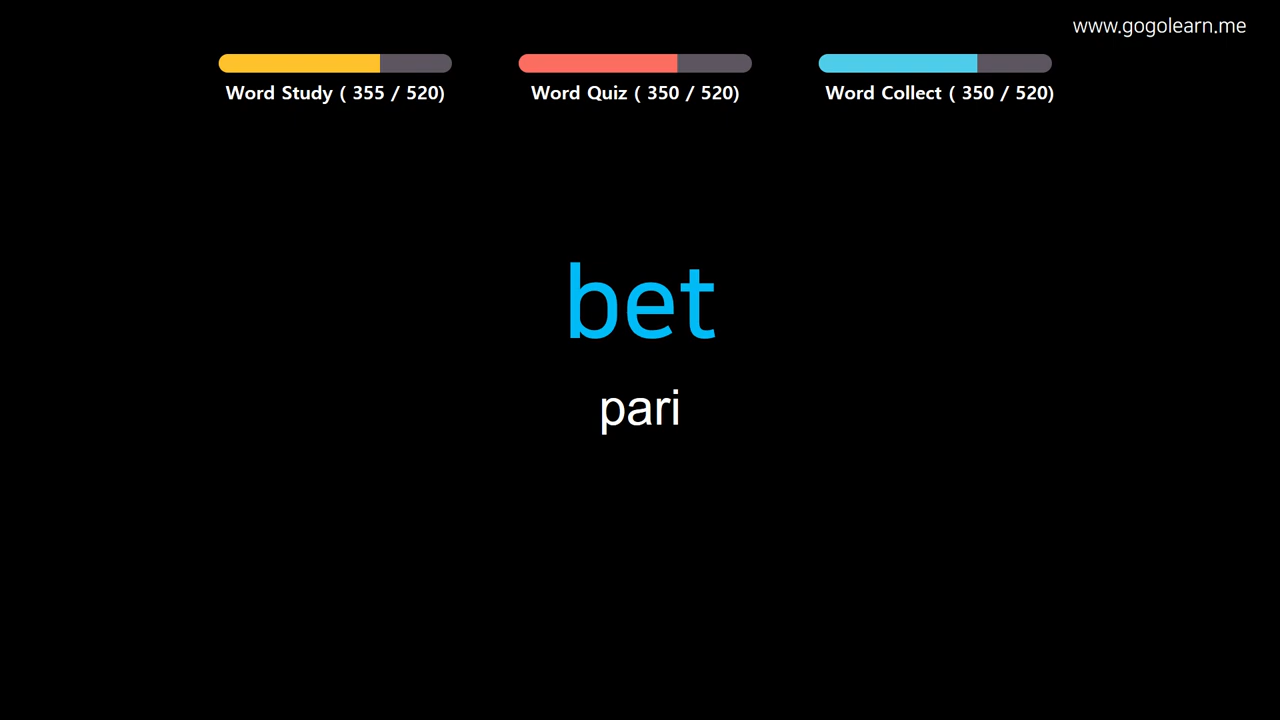 www.gogolearn.me
Word Study ( 355 / 520)
Word Quiz ( 350 / 520)
Word Collect ( 350 / 520)
bet
pari